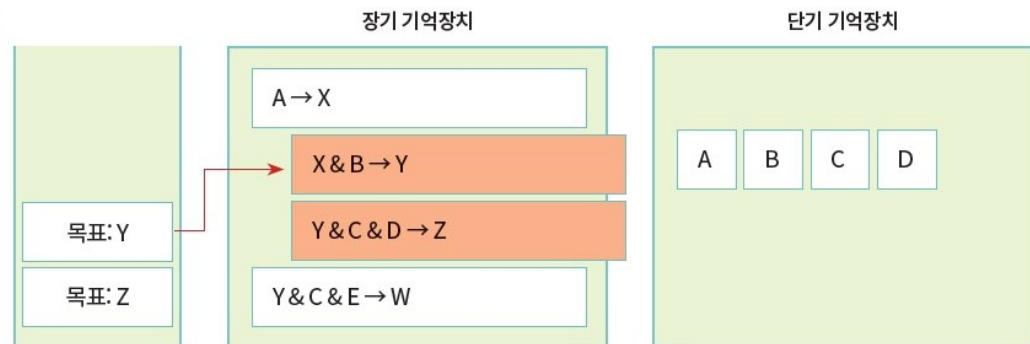 장기 기억장치
단기 기억장치
A → X
X & B → Y
Y & C & D → Z
Y & C & E → W
목표: Y
목표: Z
A B C D